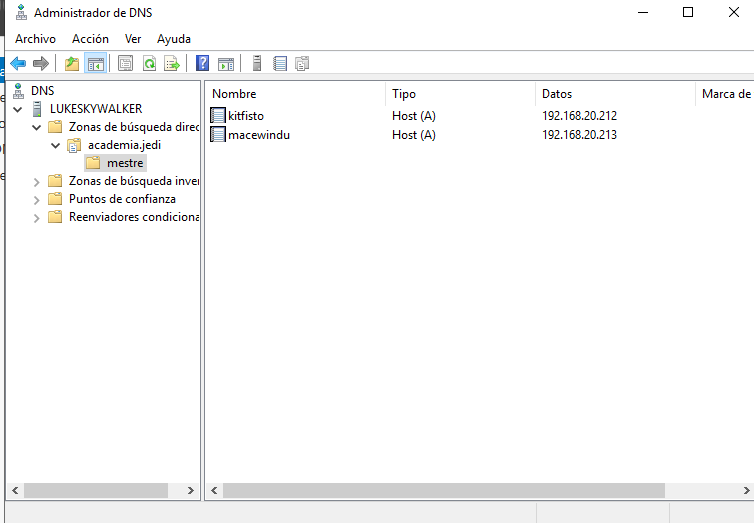 Administrador de DNS
Archivo Acción Ver Ayuda
DNS
LUKESKYWALKER
Zonas de búsqueda direc
academia.jedi
mestre
Zonas de búsqueda inver
Puntos de confianza
Reenviadores condiciona
Nombre Tipo Datos Marca de
kitfisto Host (A) 192.168.20.212
macewindu Host (A) 192.168.20.213